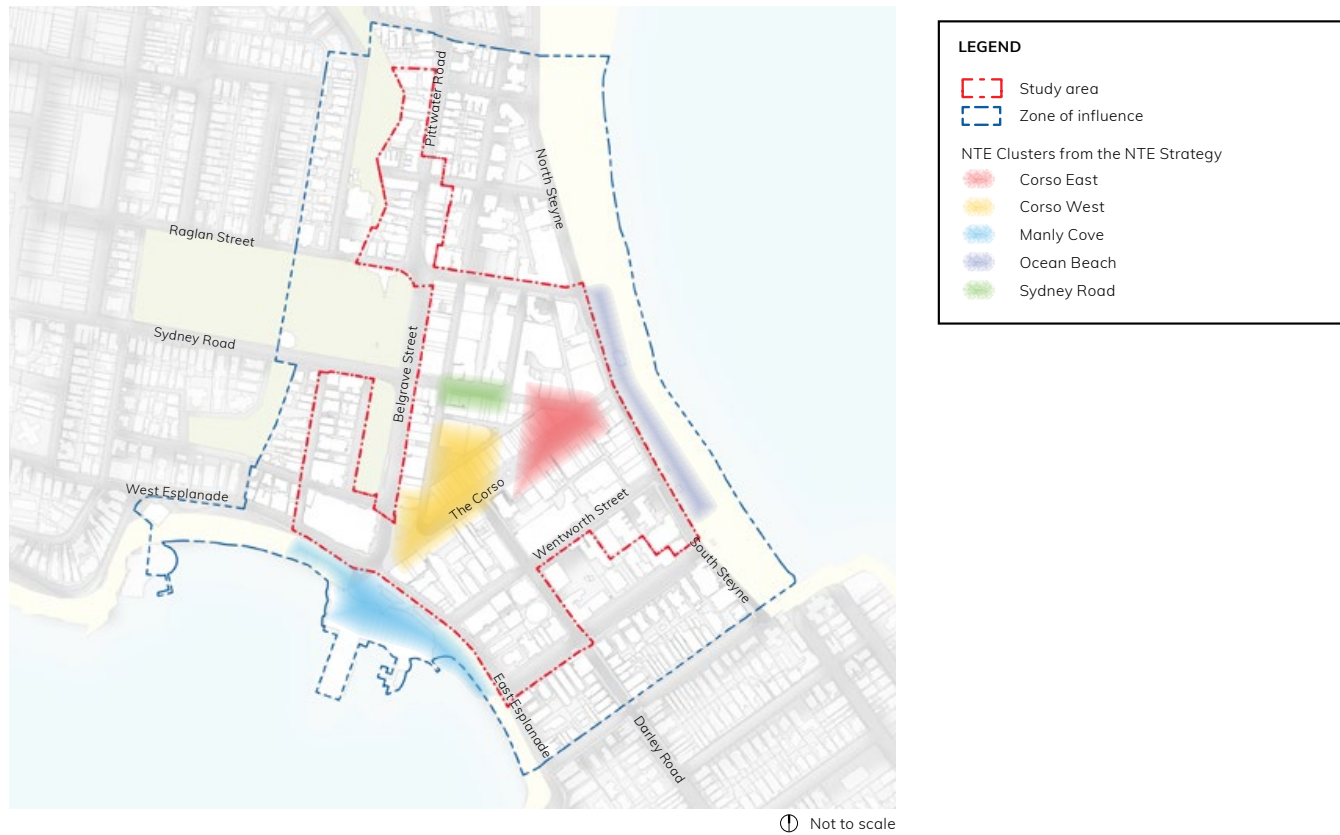 Pittwater Road
North Steyne
Raglan Street
Sydney Road
Belgrave Street
West Esplanade
The Corso
Wentworth Street
South Steyne
East Esplanade
Darley Road
Not to scale
LEGEND
Study area
Zone of influence
NTE Clusters from the NTE Strategy
Corso East
Corso West
Manly Cove
Ocean Beach
Sydney Road